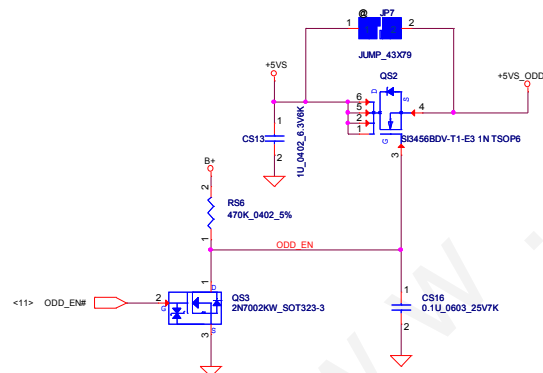 @ JP7
1 2
JUMP_43X79
+5VS
QS2
+5VS_ODD
D
S
6
5
2
1
4
G
SI3456BDV-T1-E3 1N TSOP6
3
1
CS13
2
1U_0402_6.3V6K
B+
2
RS6
470K_0402_5%
1
ODD_EN
1
D
QS3
2N7002KW_SOT323-3
<11> ODD_EN#
2
G
3
S
1
CS16
0.1U_0603_25V7K
2
W W W .